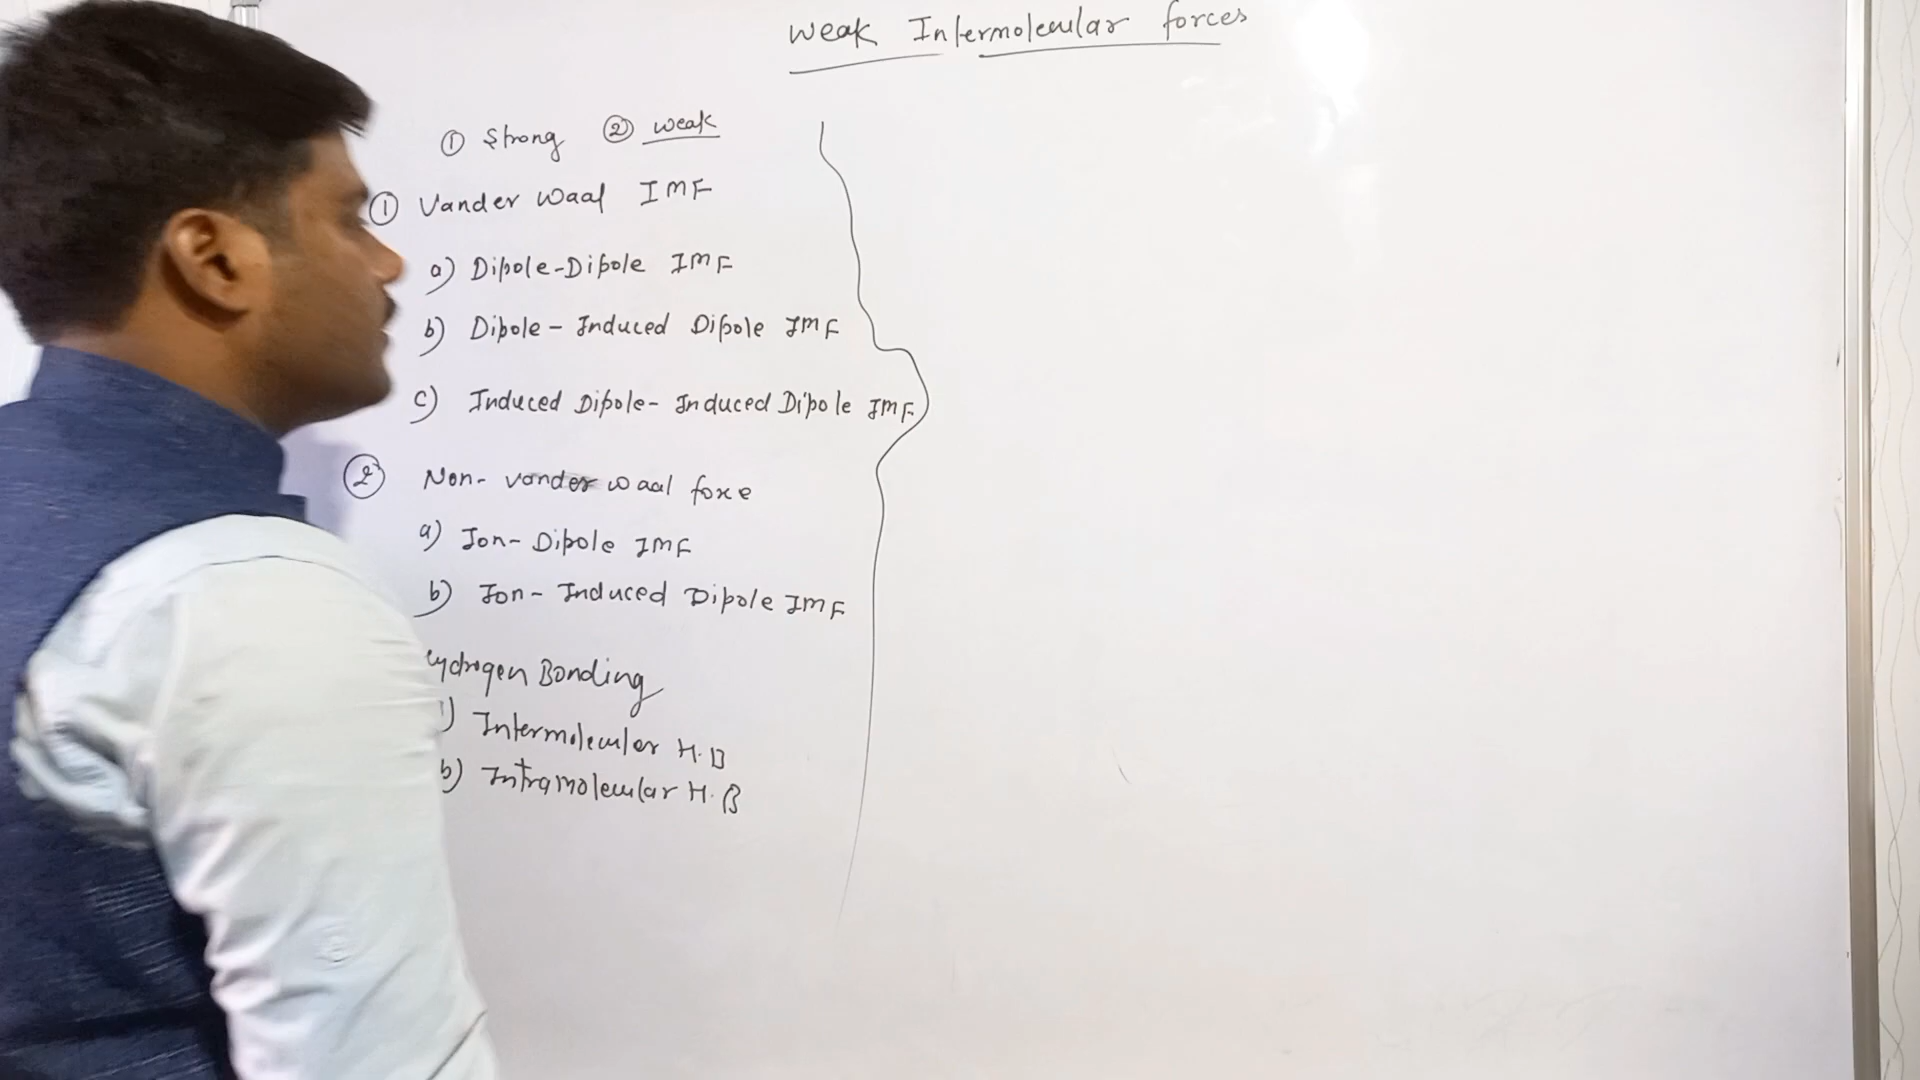 Weak Intermolecular forces
① Strong ② weak
① Vander Waal IMF
a) Dipole-Dipole IMF
b) Dipole - Induced Dipole IMF
c) Induced Dipole - Induced Dipole IMF
② Non-vander waal force
a) Ion-Dipole IMF
b) Ion-Induced Dipole IMF
ydrogen Bonding
) Intermolecular H.B
b) Intramolecular H.B